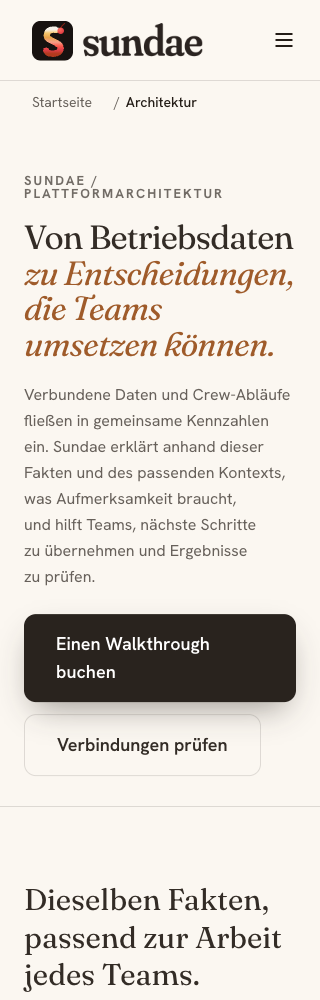 sundae
Startseite / Architektur
SUNDAE /
PLATTFORMARCHITEKTUR
Von Betriebsdaten
zu Entscheidungen,
die Teams
umsetzen können.
Verbundene Daten und Crew-Abläufe
fließen in gemeinsame Kennzahlen
ein. Sundae erklärt anhand dieser
Fakten und des passenden Kontexts,
was Aufmerksamkeit braucht,
und hilft Teams, nächste Schritte
zu übernehmen und Ergebnisse
zu prüfen.
Einen Walkthrough
buchen
Verbindungen prüfen
Dieselben Fakten,
passend zur Arbeit
jedes Teams.